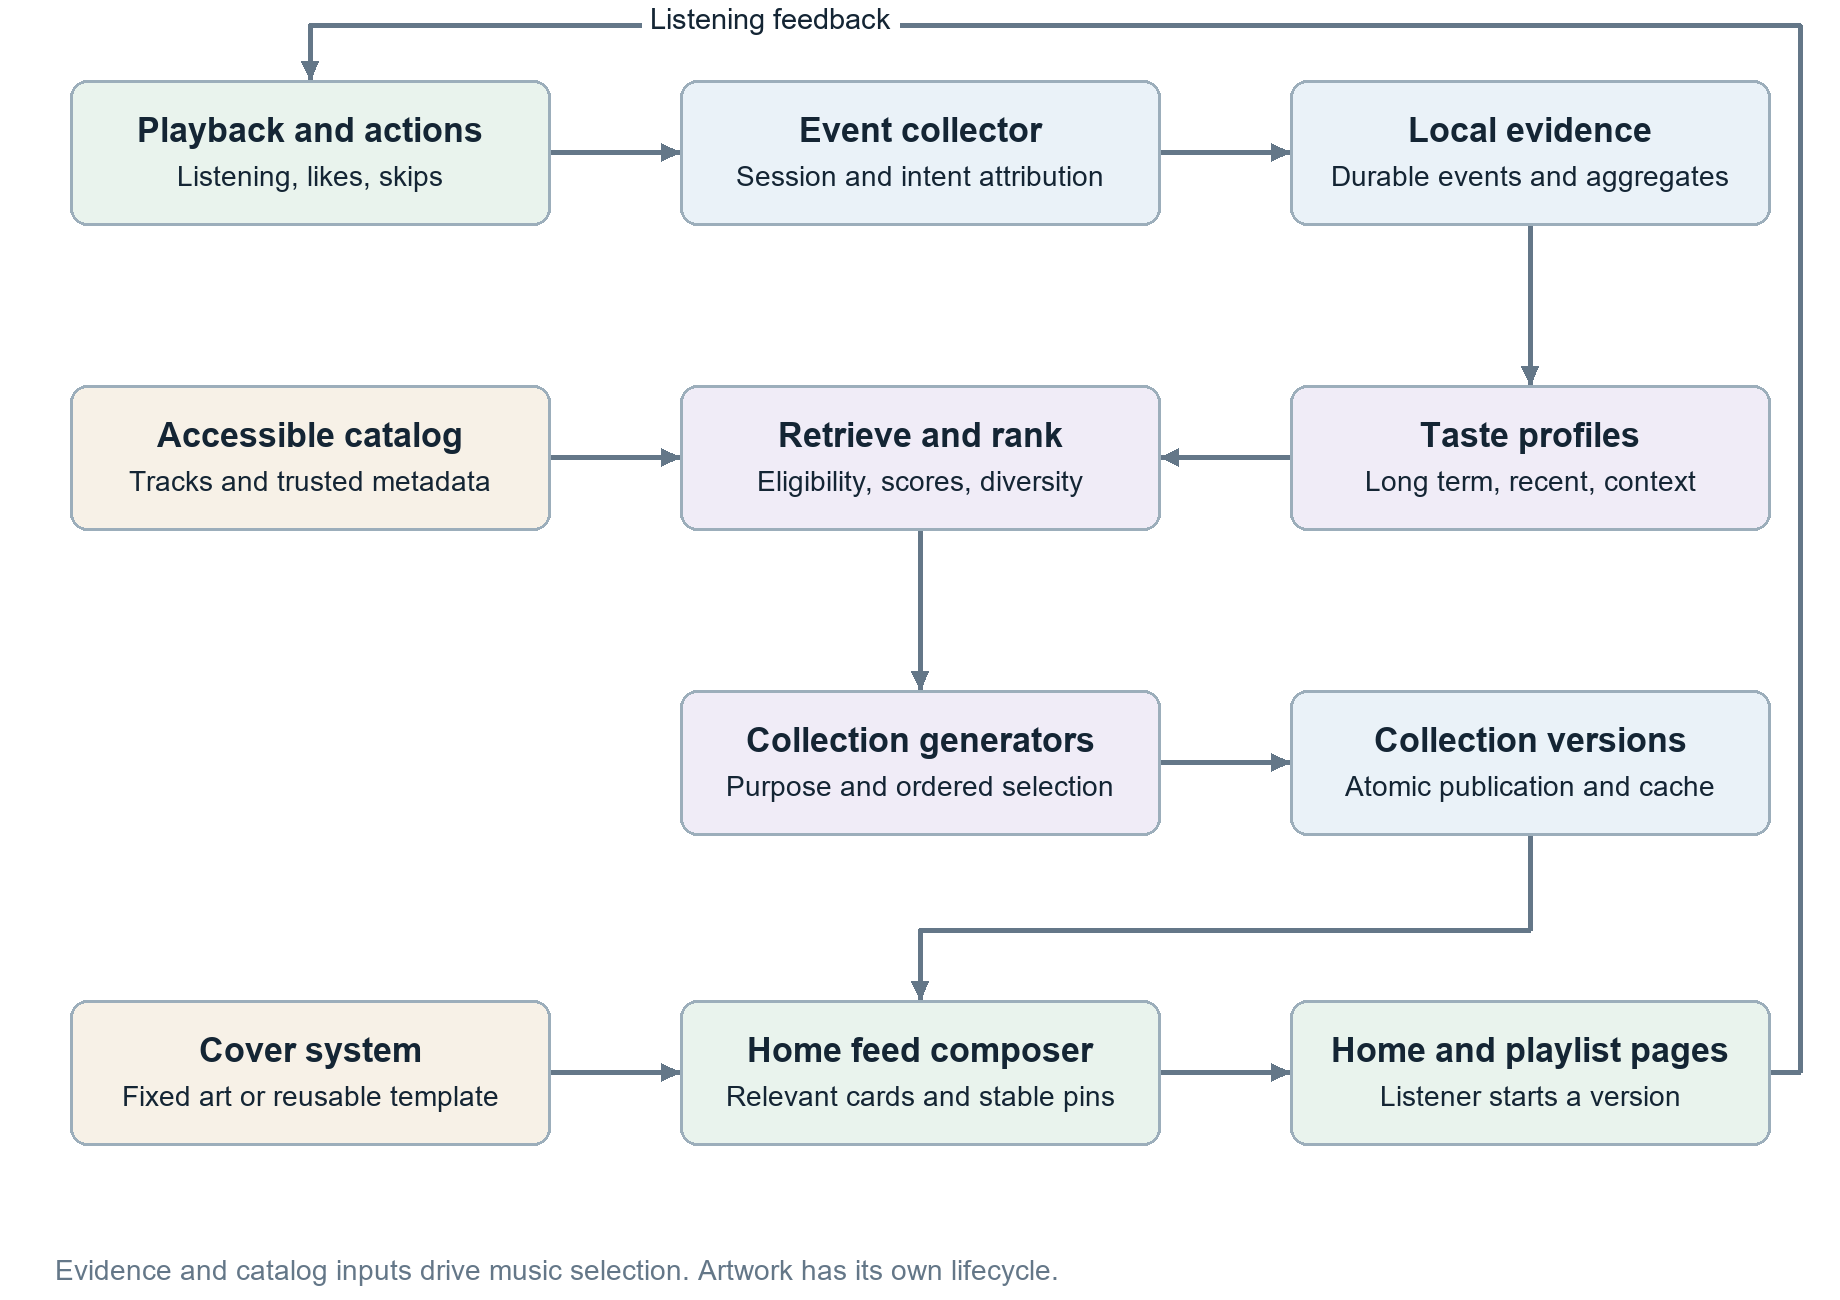 Listening feedback
Playback and actions
Listening, likes, skips
Event collector
Session and intent attribution
Local evidence
Durable events and aggregates
Accessible catalog
Tracks and trusted metadata
Retrieve and rank
Eligibility, scores, diversity
Taste profiles
Long term, recent, context
Collection generators
Purpose and ordered selection
Collection versions
Atomic publication and cache
Cover system
Fixed art or reusable template
Home feed composer
Relevant cards and stable pins
Home and playlist pages
Listener starts a version
Evidence and catalog inputs drive music selection. Artwork has its own lifecycle.